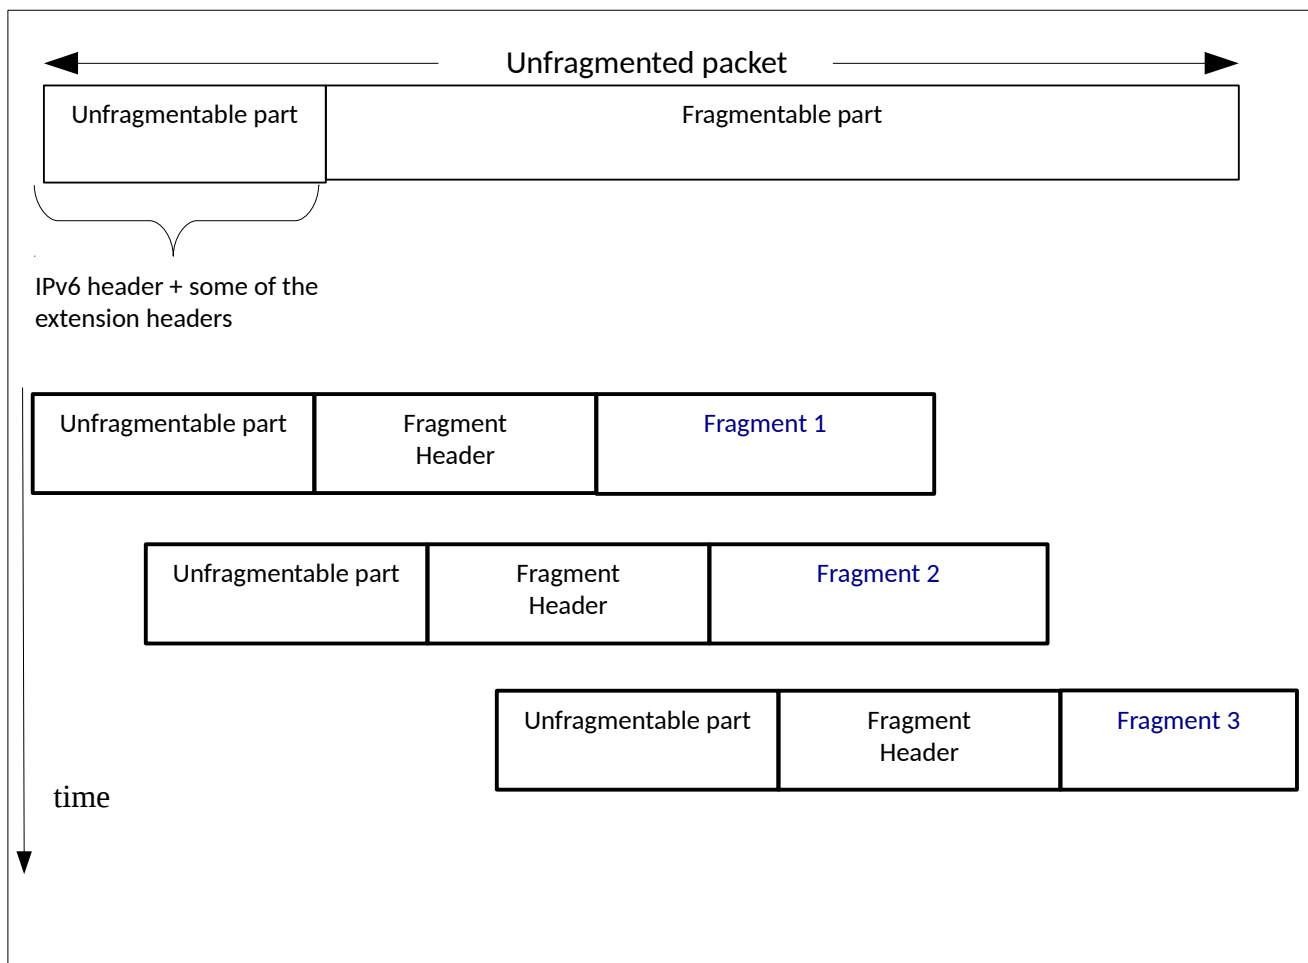 Unfragmented packet
Unfragmentable part
Fragmentable part
IPv6 header + some of the
extension headers
Unfragmentable part
Fragment
Header
Fragment 1
Unfragmentable part
Fragment
Header
Fragment 2
Unfragmentable part
Fragment
Header
Fragment 3
time